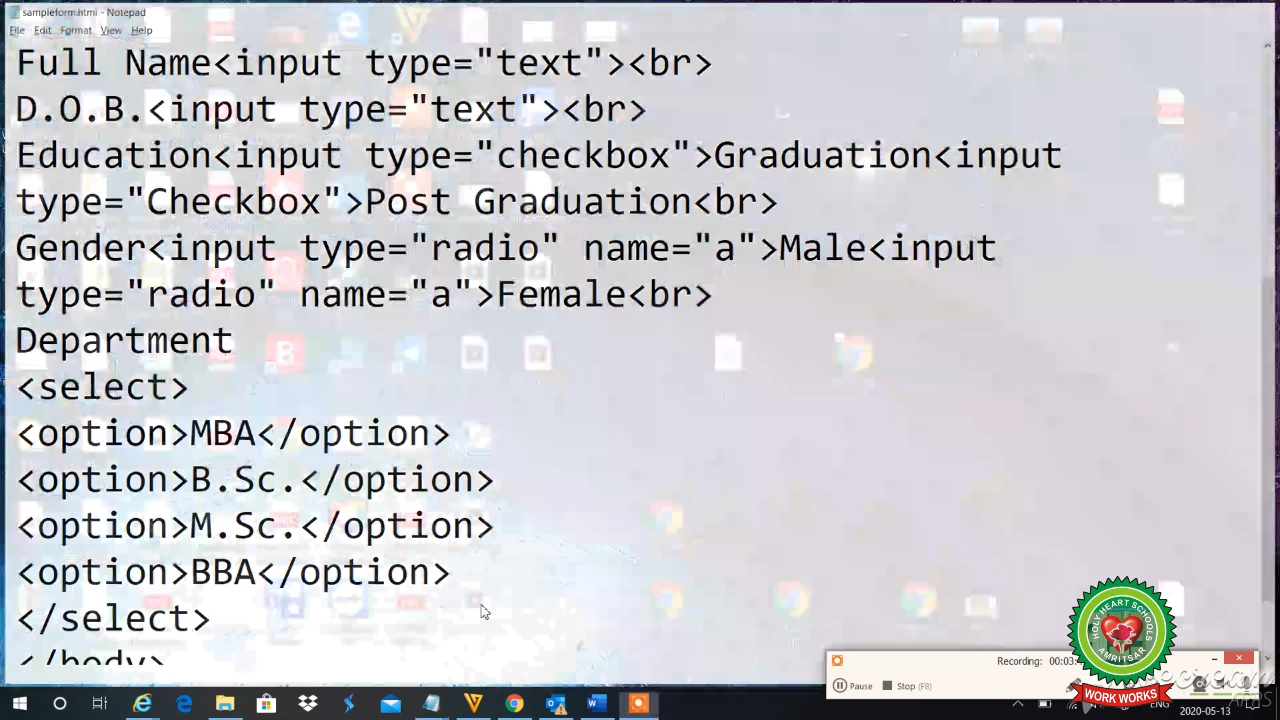 sampleform.html - Notepad
File Edit Format View Help
Full Name<input type="text"><br>
D.O.B.<input type="text"><br>
Education<input type="checkbox">Graduation<input
type="Checkbox">Post Graduation<br>
Gender<input type="radio" name="a">Male<input
type="radio" name="a">Female<br>
Department
<select>
<option>MBA</option>
<option>B.Sc.</option>
<option>M.Sc.</option>
<option>BBA</option>
</select>
</body>
Recording: 00:03:
Pause Stop (F8)
HOLY HEART SCHOOLS
AMRITSAR
WORK WORKS
ENG
2020-05-13